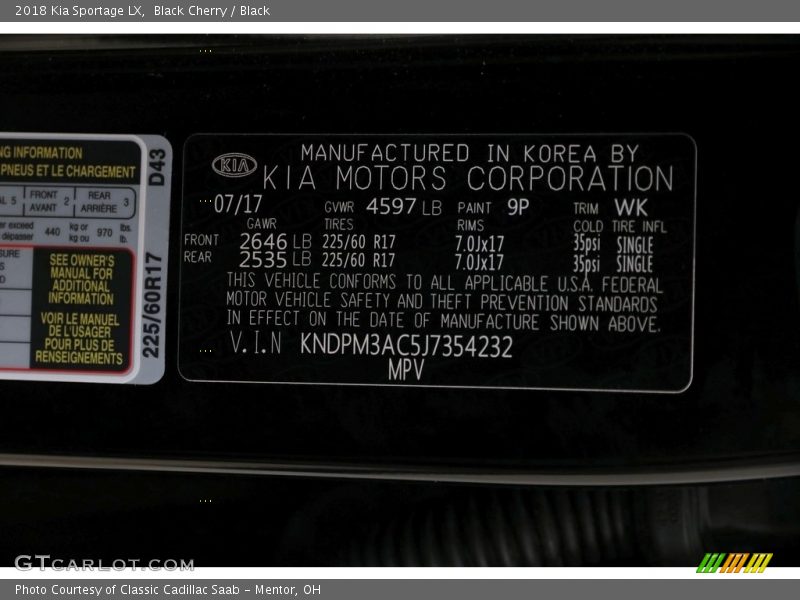 2018 Kia Sportage LX, Black Cherry / Black
NG INFORMATION
PNEUS ET LE CHARGEMENT
AL 5 FRONT AVANT 2 REAR ARRIÈRE 3
er exceed
dépasser 440 kg or kg ou 970 lbs. lb.
SEE OWNER'S
MANUAL FOR
ADDITIONAL
INFORMATION
VOIR LE MANUEL
DE L'USAGER
POUR PLUS DE
RENSEIGNEMENTS
D43
225/60R17
KIA
MANUFACTURED IN KOREA BY
KIA MOTORS CORPORATION
07/17 GVWR 4597 LB PAINT 9P TRIM WK
GAWR TIRES RIMS COLD TIRE INFL
FRONT 2646 LB 225/60 R17 7.0Jx17 35psi SINGLE
REAR 2535 LB 225/60 R17 7.0Jx17 35psi SINGLE
THIS VEHICLE CONFORMS TO ALL APPLICABLE U.S.A. FEDERAL
MOTOR VEHICLE SAFETY AND THEFT PREVENTION STANDARDS
IN EFFECT ON THE DATE OF MANUFACTURE SHOWN ABOVE.
V.I.N KNDPM3AC5J7354232
MPV
GTCarLot.com
Photo Courtesy of Classic Cadillac Saab - Mentor, OH